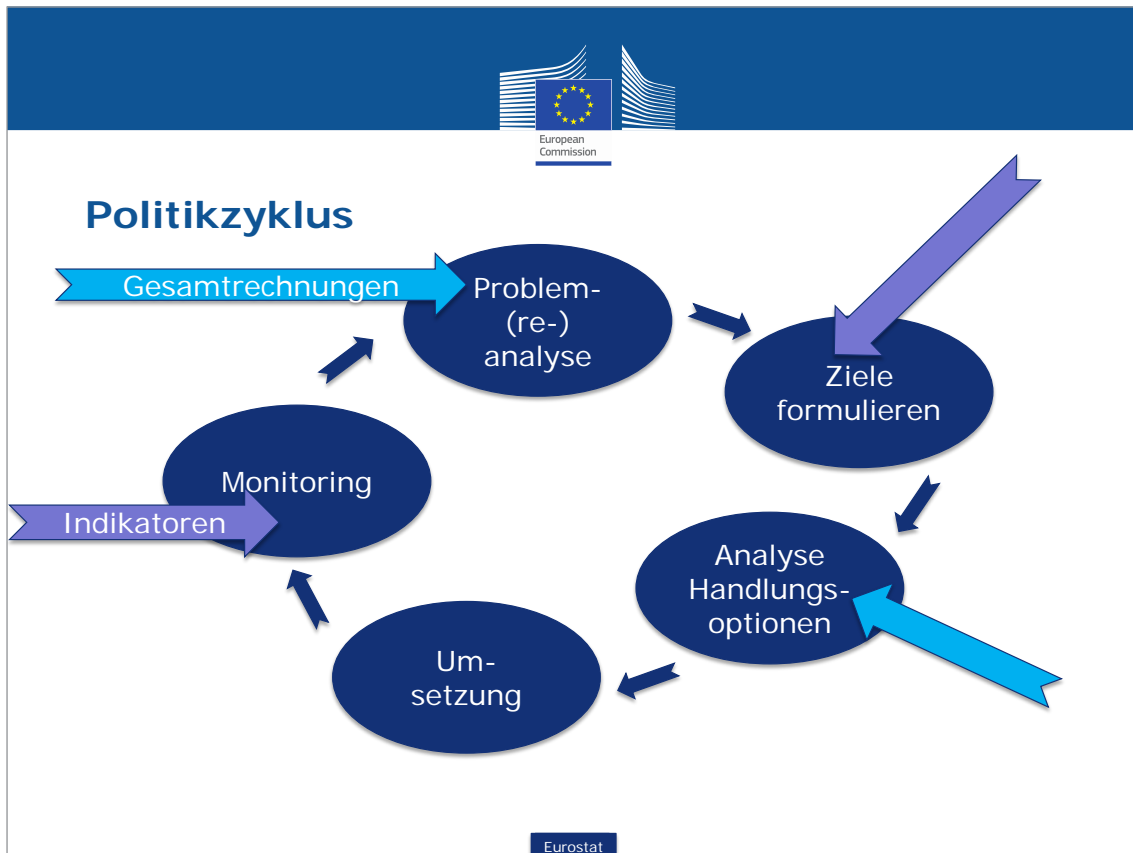 European
Commission
Politikzyklus
Gesamtrechnungen
Problem-
(re-)
analyse
Ziele
formulieren
Monitoring
Indikatoren
Analyse
Handlungs-
optionen
Um-
setzung
Eurostat